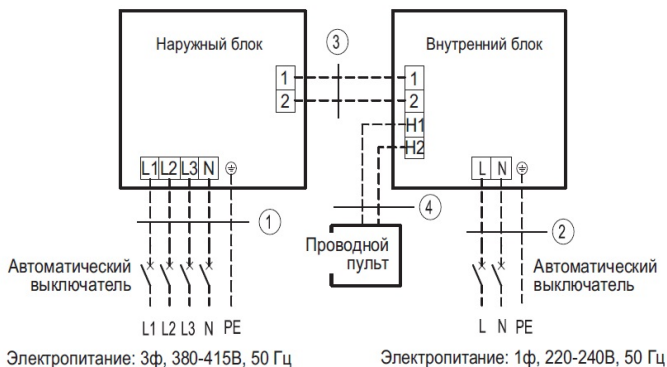 Наружный блок
3
Внутренний блок
1
2
1
2
H1
H2
L1 L2 L3 N
L N
1
4
2
Проводной
пульт
Автоматический
выключатель
Автоматический
выключатель
L1 L2 L3 N PE
L N PE
Электропитание: 3ф, 380-415В, 50 Гц
Электропитание: 1ф, 220-240В, 50 Гц